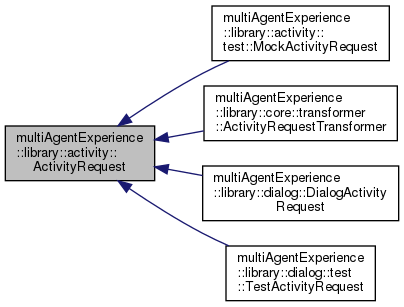 multiAgentExperience
::library::activity::
test::MockActivityRequest
multiAgentExperience
::library::core::transformer
::ActivityRequestTransformer
multiAgentExperience
::library::activity::
ActivityRequest
multiAgentExperience
::library::dialog::DialogActivity
Request
multiAgentExperience
::library::dialog::test
::TestActivityRequest